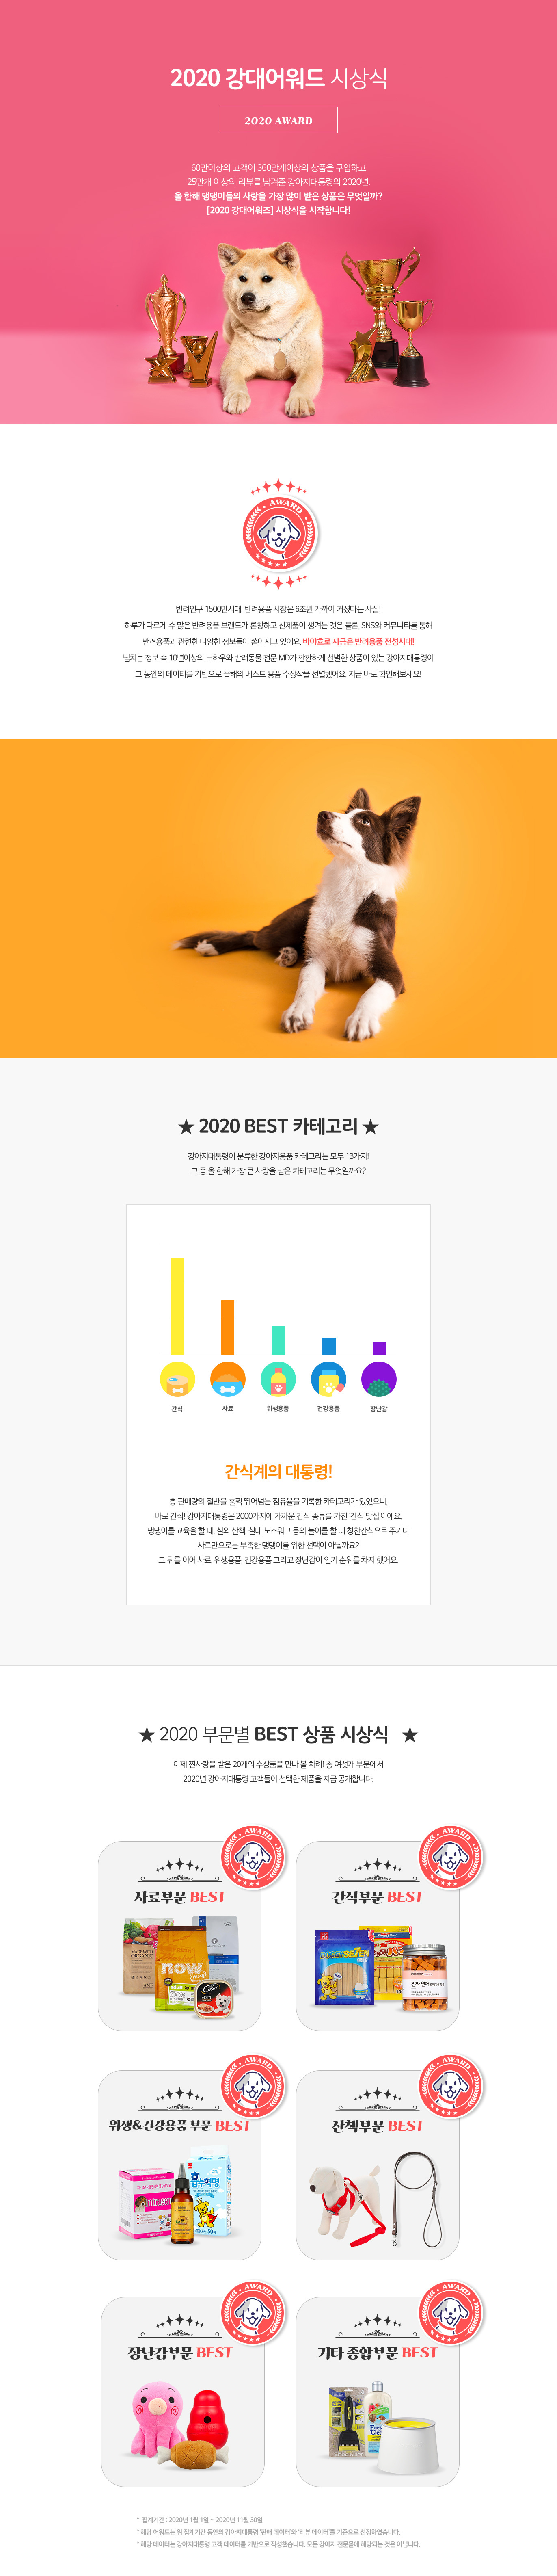 2020 강대어워드 시상식
2020 AWARD
60만이상의 고객이 360만개이상의 상품을 구입하고
25만개 이상의 리뷰를 남겨준 강아지대통령의 2020년.
올 한해 댕댕이들의 사랑을 가장 많이 받은 상품은 무엇일까?
[2020 강대어워즈] 시상식을 시작합니다!
AWARD
반려인구 1500만시대, 반려용품 시장은 6조원 가까이 커졌다는 사실!
하루가 다르게 수 많은 반려용품 브랜드가 론칭하고 신제품이 생겨는 것은 물론, SNS와 커뮤니티를 통해
반려용품과 관련한 다양한 정보들이 쏟아지고 있어요. 바야흐로 지금은 반려용품 전성시대!
넘치는 정보 속 10년이상의 노하우와 반려동물 전문 MD가 깐깐하게 선별한 상품이 있는 강아지대통령이
그 동안의 데이터를 기반으로 올해의 베스트 용품 수상작을 선별했어요. 지금 바로 확인해보세요!
★ 2020 BEST 카테고리 ★
강아지대통령이 분류한 강아지용품 카테고리는 모두 13가지!
그 중 올 한해 가장 큰 사랑을 받은 카테고리는 무엇일까요?
간식 사료 위생용품 건강용품 장난감
간식계의 대통령!
총 판매량의 절반을 훌쩍 뛰어넘는 점유율을 기록한 카테고리가 있었으니,
바로 간식! 강아지대통령은 2000가지에 가까운 간식 종류를 가진 '간식 맛집'이에요.
댕댕이를 교육을 할 때, 실외 산책, 실내 노즈워크 등의 놀이를 할 때 칭찬간식으로 주거나
사료만으로는 부족한 댕댕이를 위한 선택이 아닐까요?
그 뒤를 이어 사료, 위생용품, 건강용품 그리고 장난감이 인기 순위를 차지 했어요.
★ 2020 부문별 BEST 상품 시상식 ★
이제 찐사랑을 받은 20개의 수상품을 만나 볼 차례! 총 여섯개 부문에서
2020년 강아지대통령 고객들이 선택한 제품을 지금 공개합니다.
AWARD
사료부문 BEST
ORGANIC
now
Cesar
AWARD
간식부문 BEST
SE7EN
진짜 연어
AWARD
위생&건강용품 부문 BEST
흡수혁명
50매
AWARD
산책부문 BEST
AWARD
장난감부문 BEST
AWARD
기타 종합부문 BEST
* 집계기간 : 2020년 1월 1일 ~ 2020년 11월 30일
* 해당 어워드는 위 집계기간 동안의 강아지대통령 '판매 데이터'와 '리뷰 데이터'를 기준으로 선정하였습니다.
* 해당 데이터는 강아지대통령 고객 데이터를 기반으로 작성했습니다. 모든 강아지 전문몰에 해당되는 것은 아닙니다.